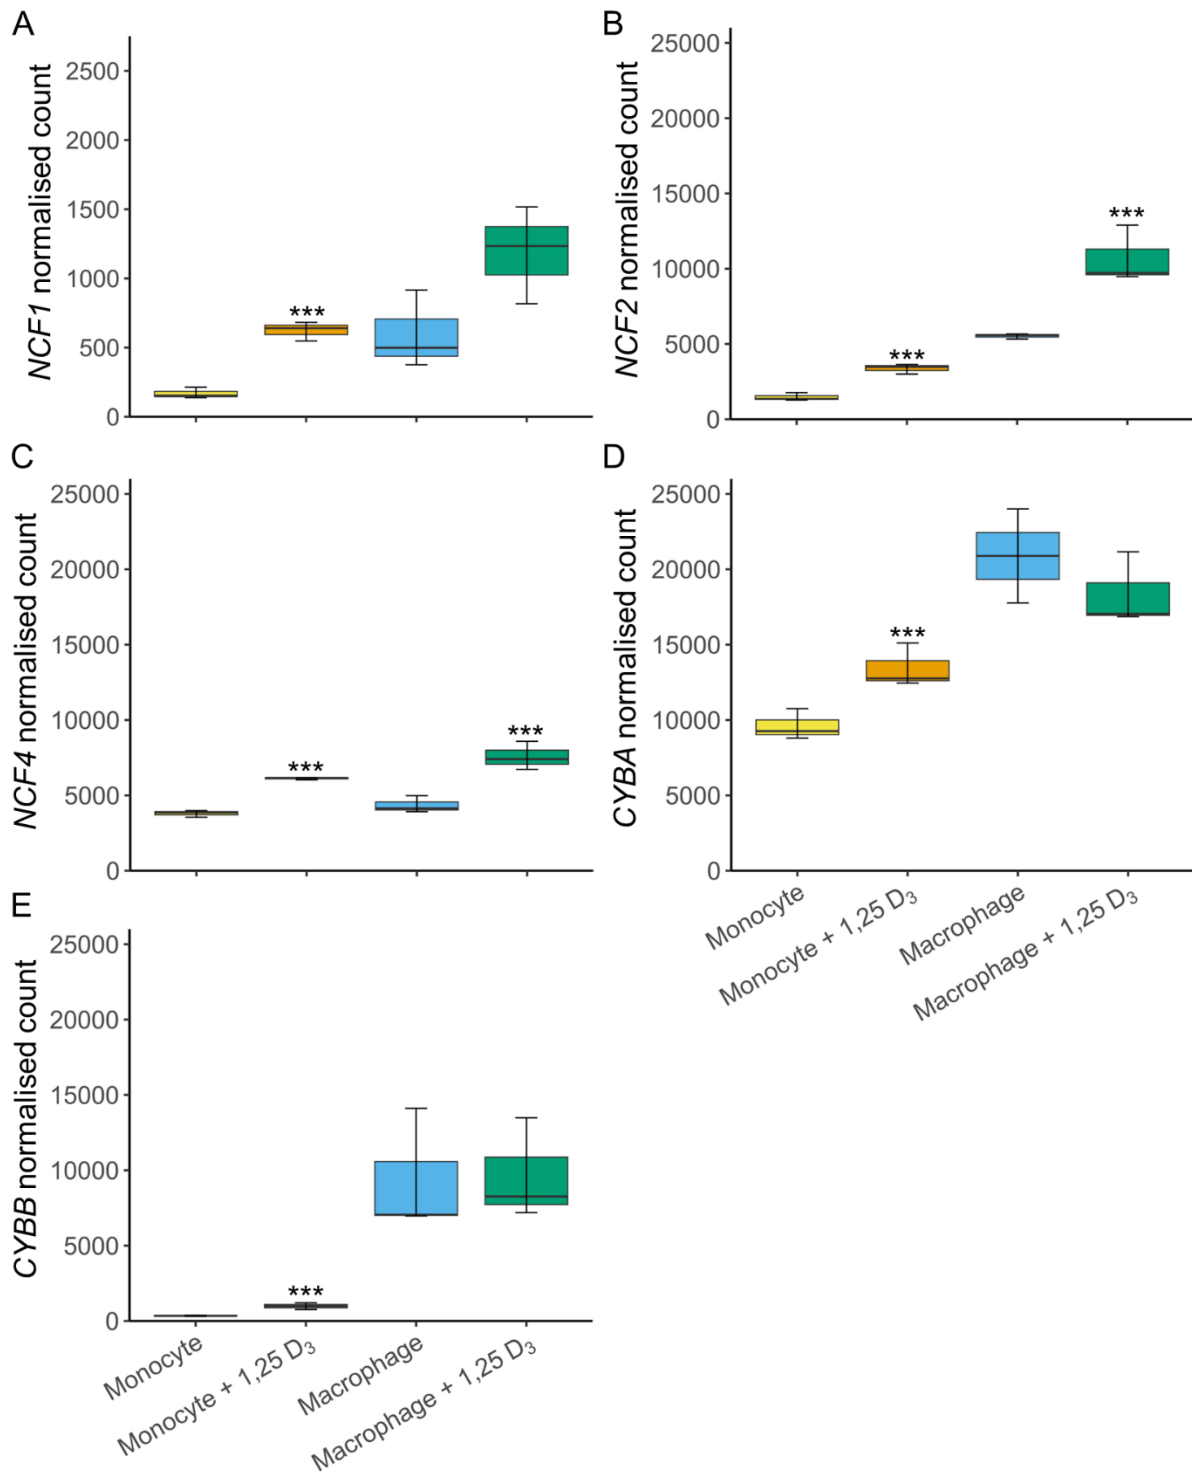 A
NCF1 normalised count
2500
2000
1500
1000
500
0
***
B
NCF2 normalised count
25000
20000
15000
10000
5000
0
***
***
C
NCF4 normalised count
25000
20000
15000
10000
5000
0
***
***
D
CYBA normalised count
25000
20000
15000
10000
5000
0
***
Monocyte
Monocyte + 1,25 D₃
Macrophage
Macrophage + 1,25 D₃
E
CYBB normalised count
25000
20000
15000
10000
5000
0
***
Monocyte
Monocyte + 1,25 D₃
Macrophage
Macrophage + 1,25 D₃